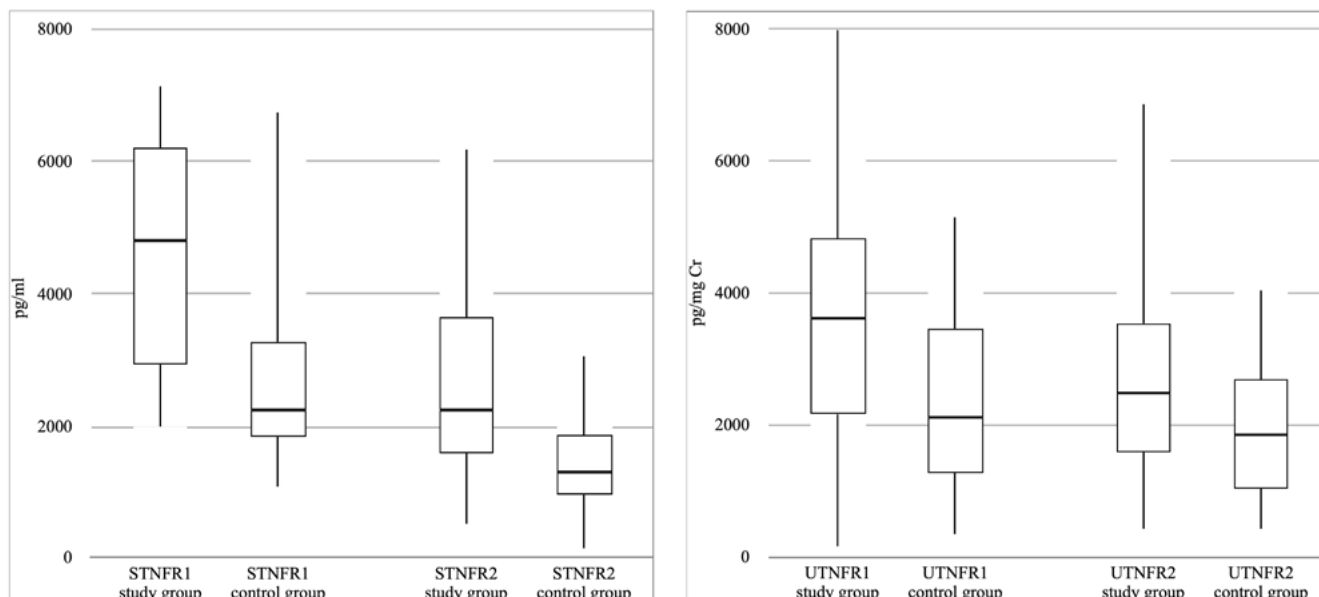 8000
6000
4000
2000
0
pg/ml
STNFR1
study group
STNFR1
control group
STNFR2
study group
STNFR2
control group
8000
6000
4000
2000
0
pg/mg Cr
UTNFR1
study group
UTNFR1
control group
UTNFR2
study group
UTNFR2
control group